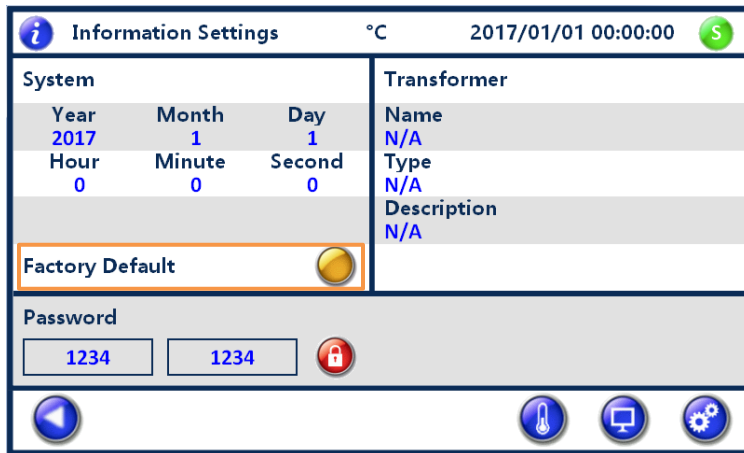 i Information Settings °C 2017/01/01 00:00:00 S
System
Year Month Day
2017 1 1
Hour Minute Second
0 0 0
Factory Default
Transformer
Name
N/A
Type
N/A
Description
N/A
Password
1234 1234